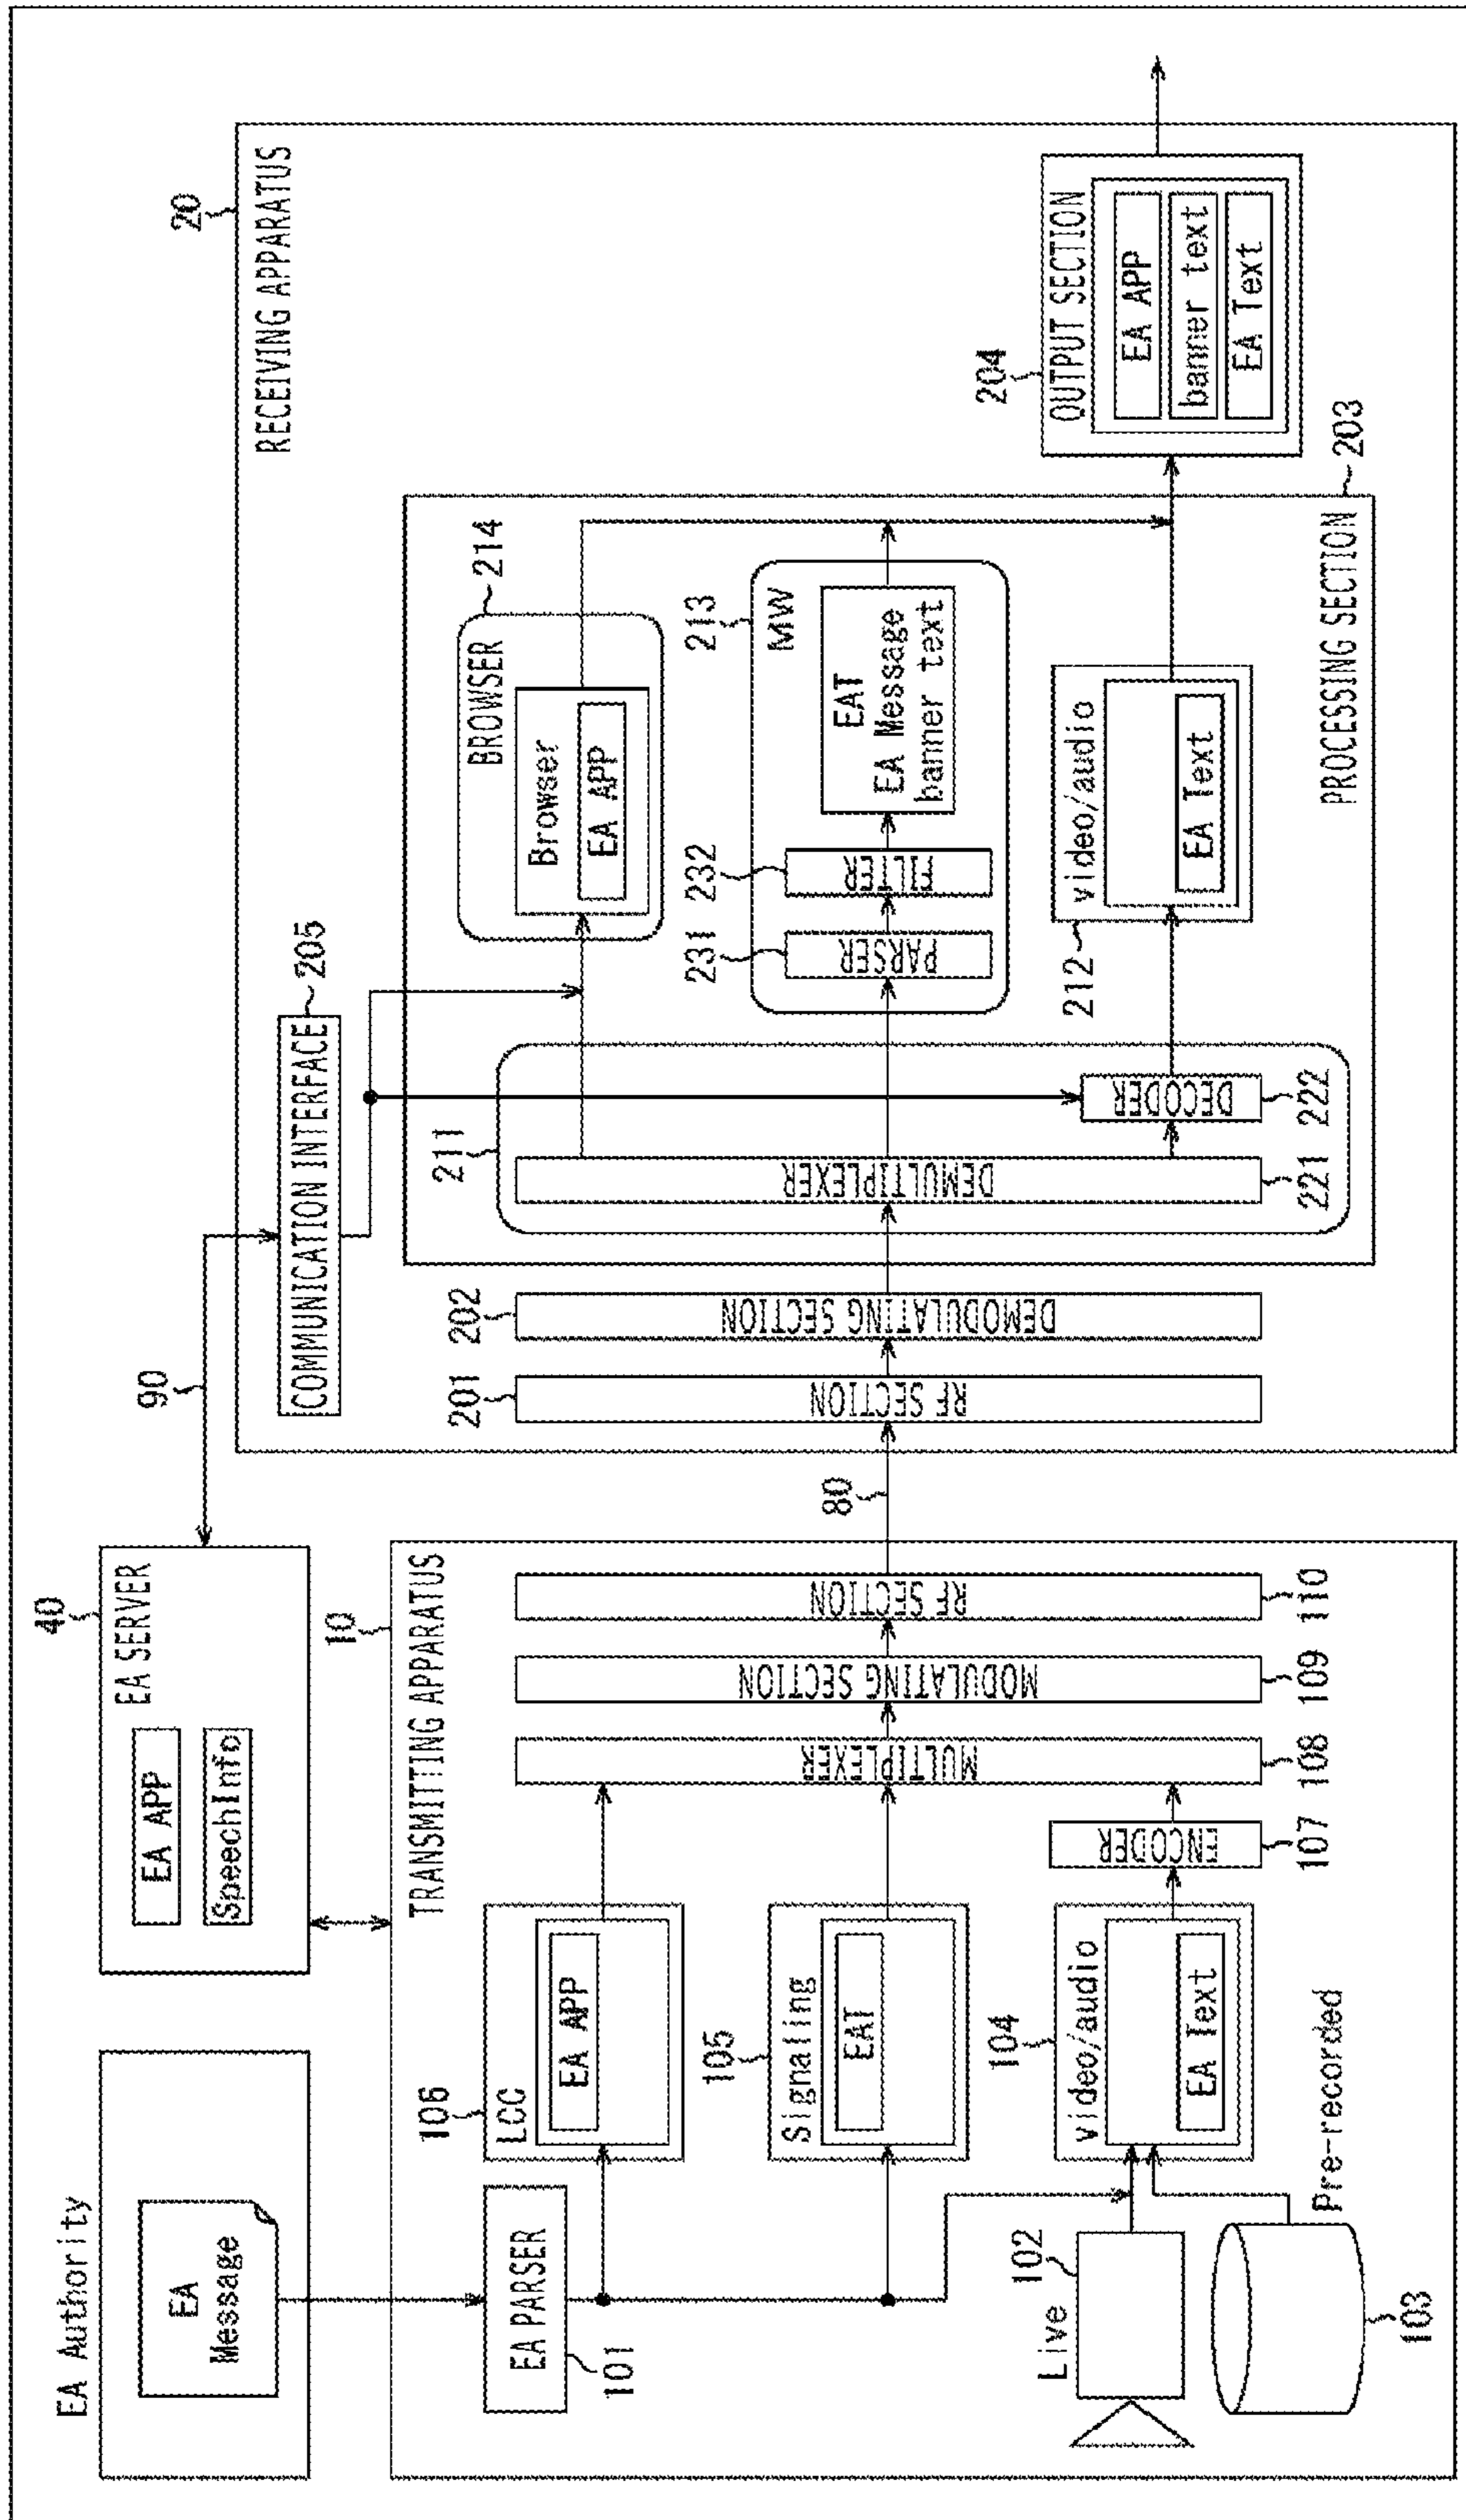 EA Authority
EA
Message
40
EA SERVER
EA APP
SpeechInfo
90
10
TRANSMITTING APPARATUS
EA PARSER
101
106
LCC
EA APP
105
Signaling
EAT
104
video/audio
EA Text
Live
102
Pre-recorded
103
ENCODER
107
MULTIPLEXER
108
MODULATING SECTION
109
RF SECTION
110
80
20
RECEIVING APPARATUS
COMMUNICATION INTERFACE
205
201
RF SECTION
202
DEMODULATING SECTION
211
DEMULTIPLEXER
221
DECODER
222
BROWSER
214
Browser
EA APP
213
MW
231
PARSER
232
FILTER
EAT
EA Message
banner text
212
video/audio
EA Text
PROCESSING SECTION
203
204
OUTPUT SECTION
EA APP
banner text
EA Text